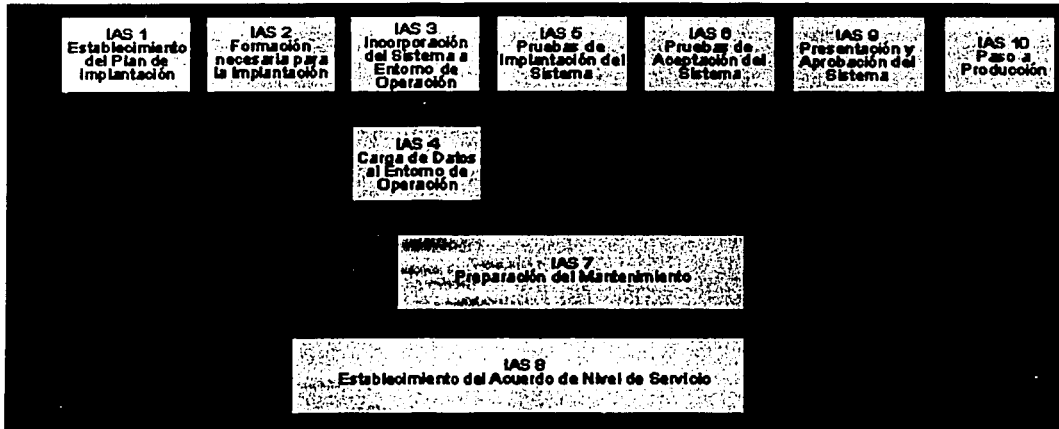 IAS 1
Establecimiento
del Plan de
Implantación
IAS 2
Formación
necesaria para
la Implantación
IAS 3
Incorporación
del Sistema a
Entorno de
Operación
IAS 5
Pruebas de
Implantación del
Sistema
IAS 6
Pruebas de
Aceptación del
Sistema
IAS 9
Presentación y
Aprobación del
Sistema
IAS 10
Paso a
Producción
IAS 4
Carga de Datos
al Entorno de
Operación
IAS 7
Preparación del Mantenimiento
IAS 8
Establecimiento del Acuerdo de Nivel de Servicio